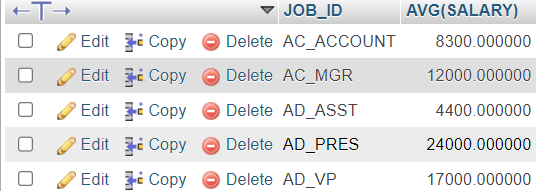 JOB_ID AVG(SALARY)
Edit Copy Delete AC_ACCOUNT 8300.000000
Edit Copy Delete AC_MGR 12000.000000
Edit Copy Delete AD_ASST 4400.000000
Edit Copy Delete AD_PRES 24000.000000
Edit Copy Delete AD_VP 17000.000000